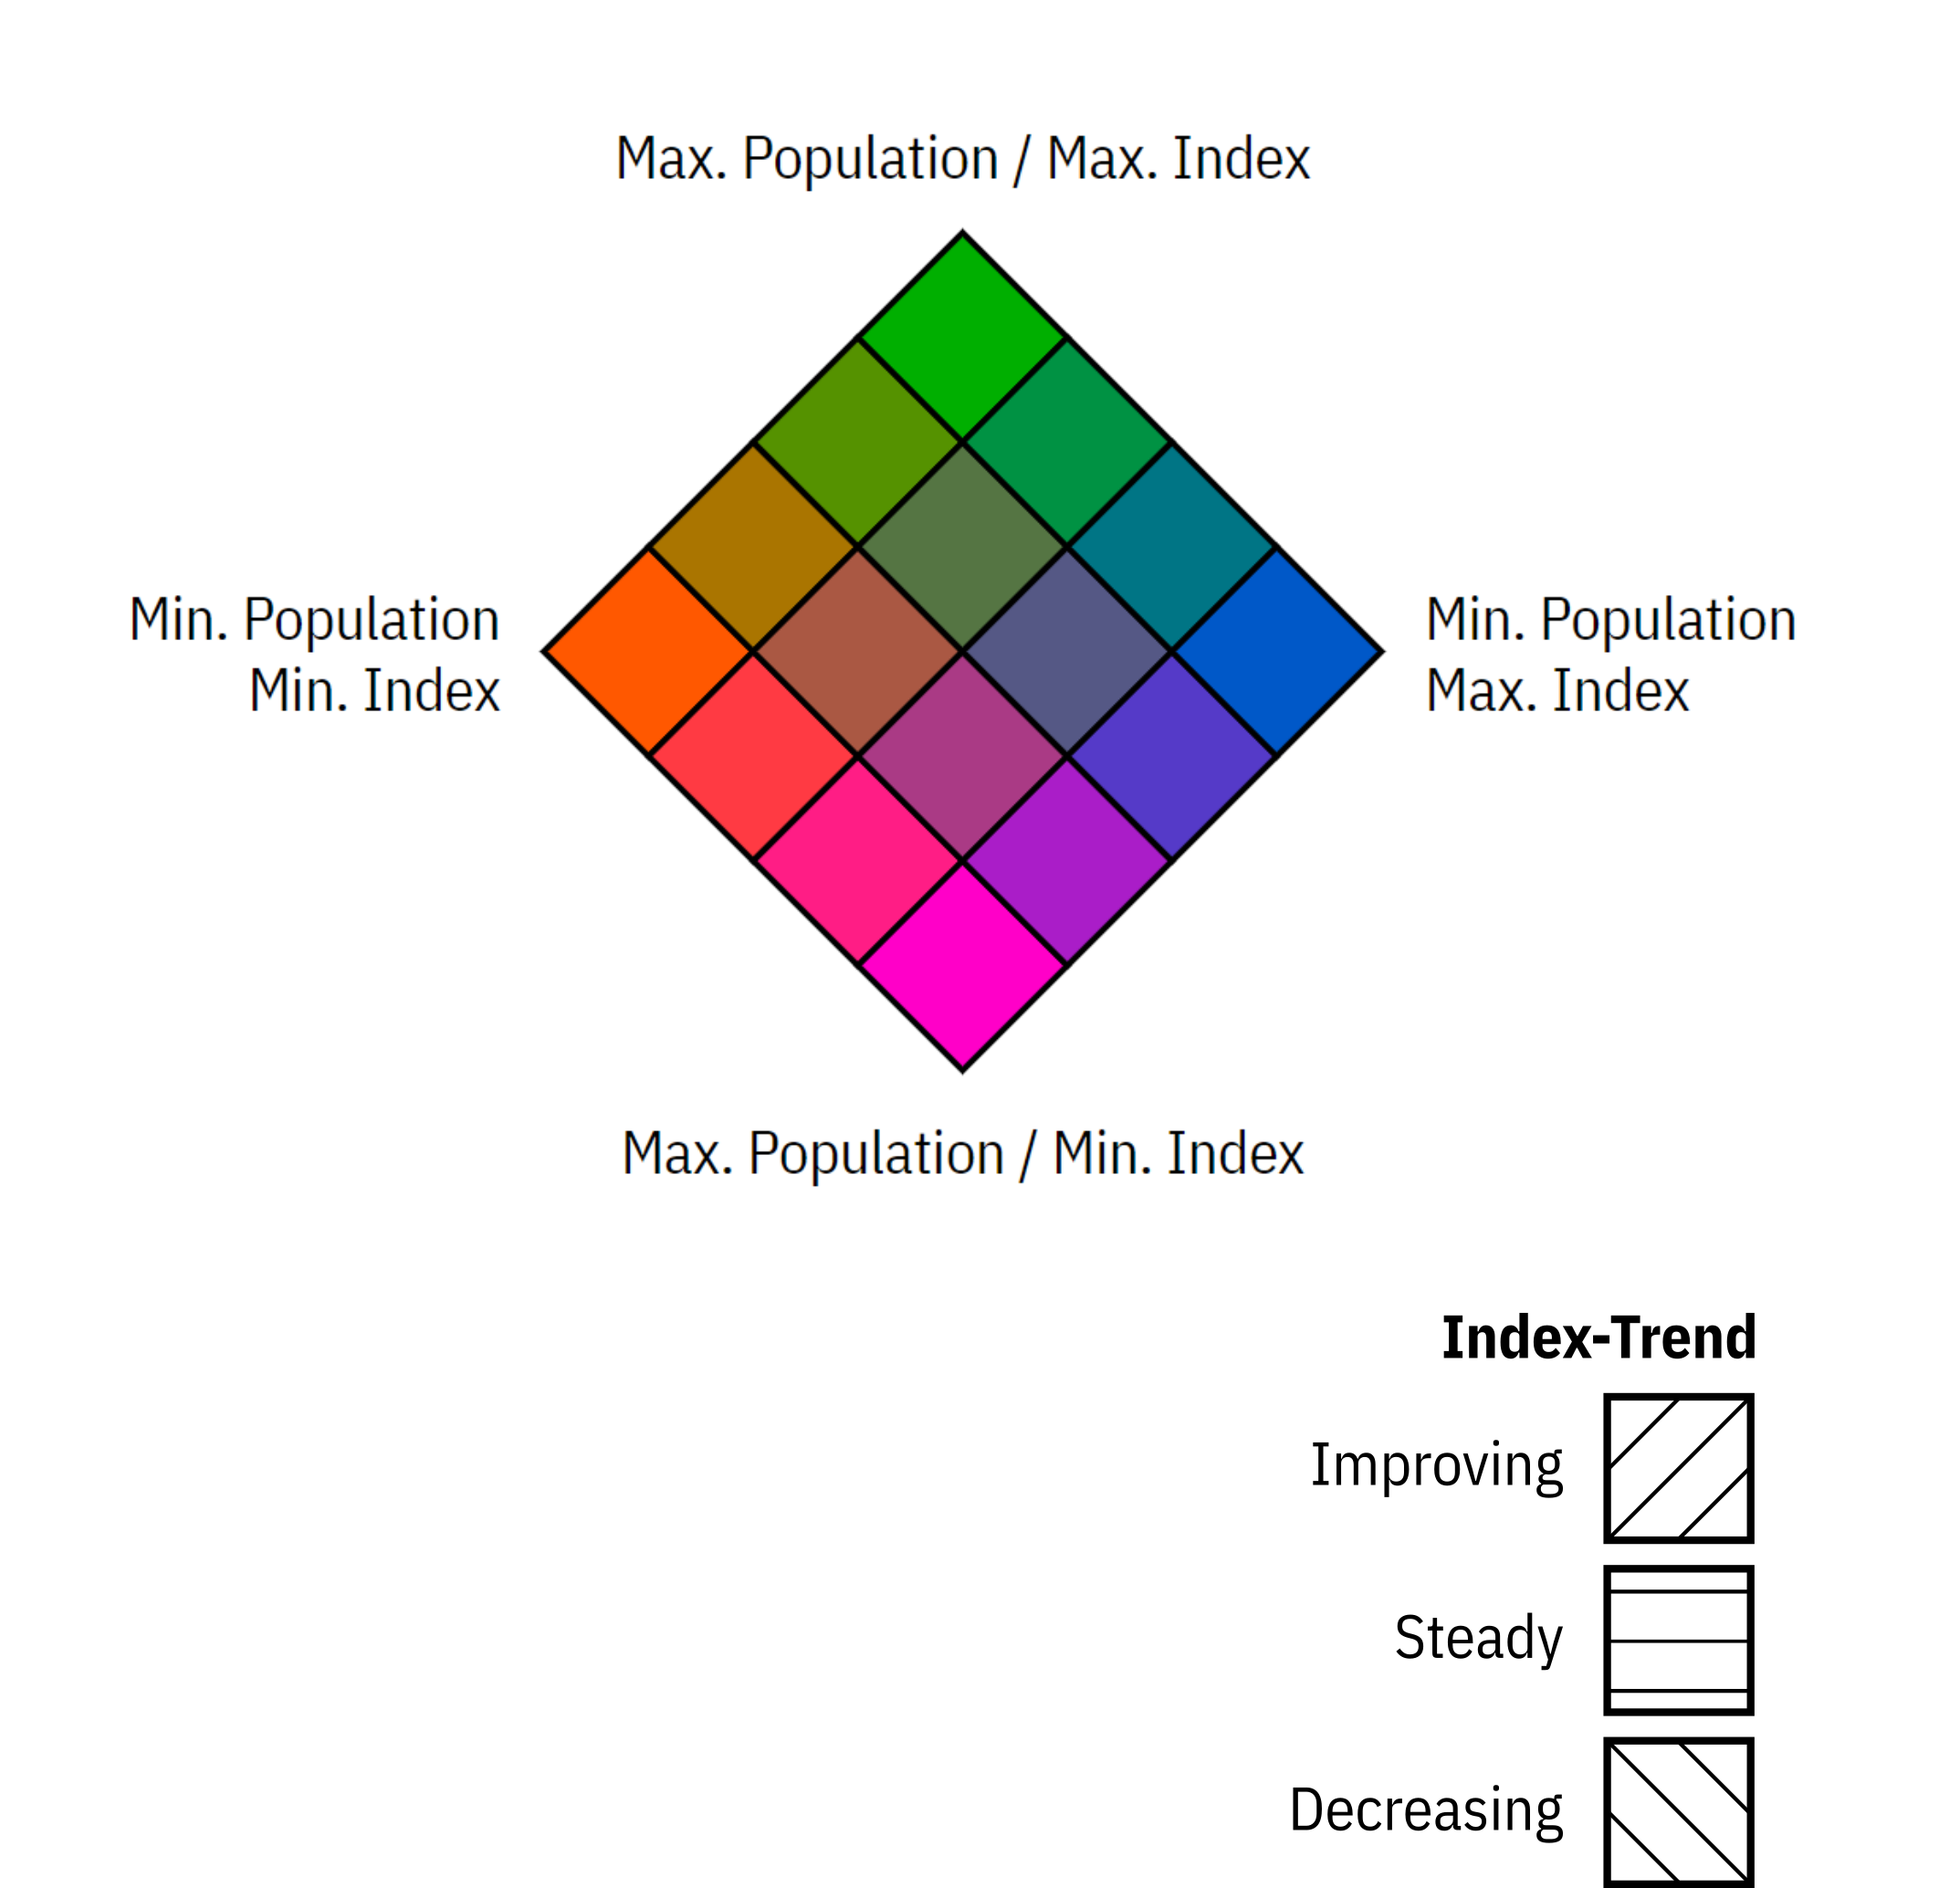 Max. Population / Max. Index
Min. Population
Min. Index
Min. Population
Max. Index
Max. Population / Min. Index
Index-Trend
Improving
Steady
Decreasing